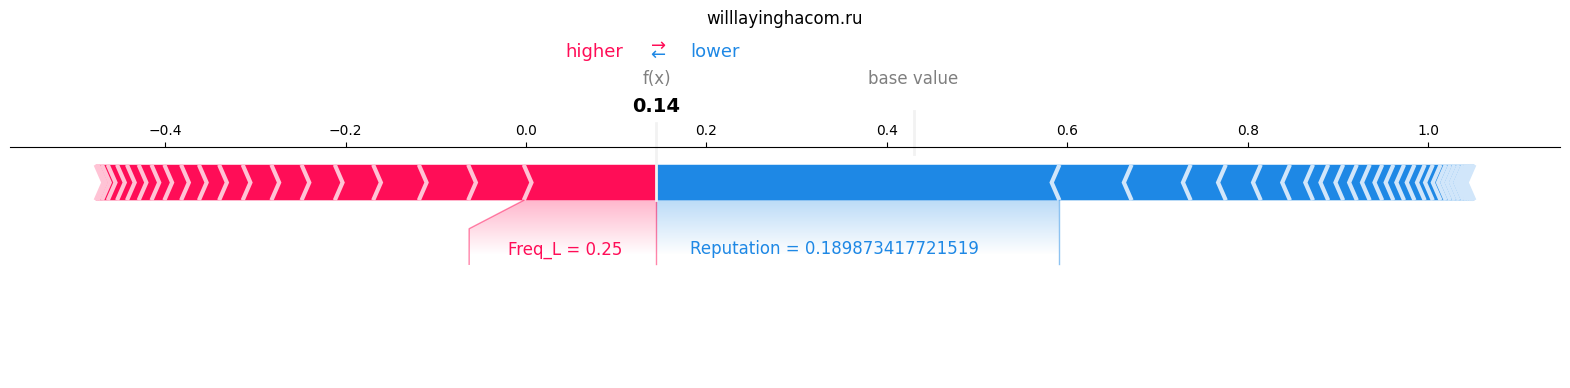 willlayinghacom.ru
higher ⇄ lower
f(x) base value
0.14
−0.4 −0.2 0.0 0.2 0.4 0.6 0.8 1.0
Freq_L = 0.25 Reputation = 0.189873417721519